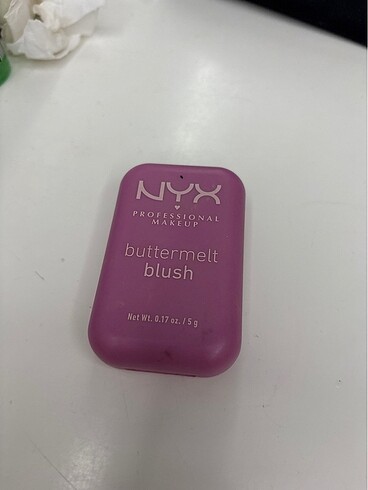 NYX
PROFESSIONAL
MAKEUP
buttermelt
blush
Net Wt. 0.17 oz. / 5 g